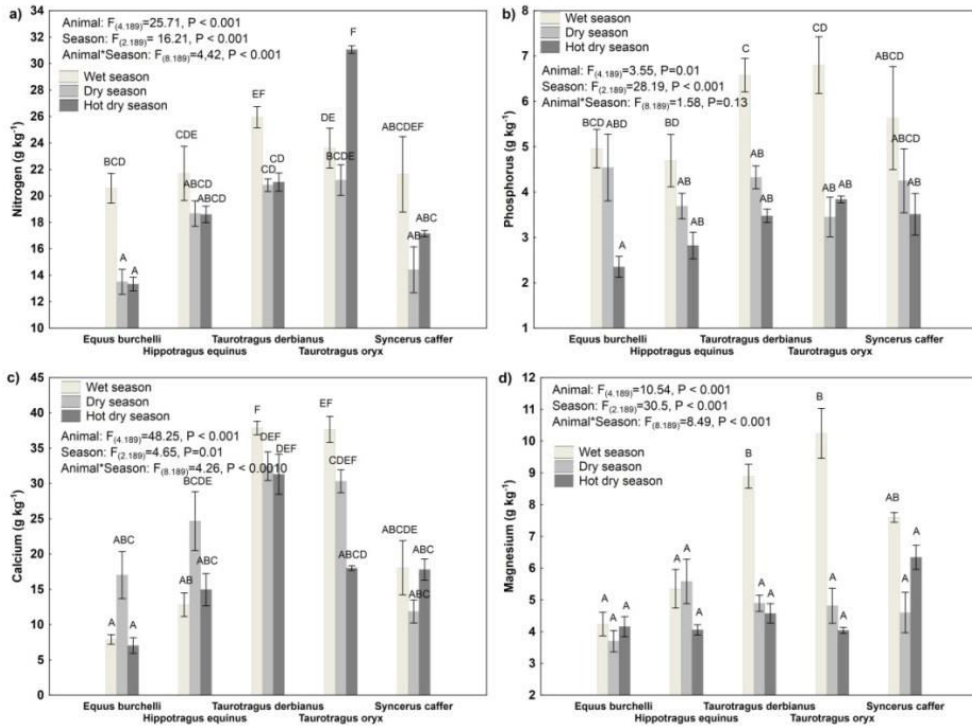 a)
Animal: F(4.189)=25.71, P < 0.001
Season: F(2.189)= 16.21, P < 0.001
Animal*Season: F(8.189)=4,42, P < 0.001
Wet season
Dry season
Hot dry season
Nitrogen (g kg-1)
34
32
30
28
26
24
22
20
18
16
14
12
10
BCD
A
A
CDE
ABCD
ABCD
EF
CD
CD
DE
BCDE
F
ABCDEF
AB
ABC
Equus burchelli
Taurotragus derbianus
Syncerus caffer
Hippotragus equinus
Taurotragus oryx
b)
Animal: F(4.189)=3.55, P=0.01
Season: F(2.189)=28.19, P < 0.001
Animal*Season: F(8.189)=1.58, P=0.13
Wet season
Dry season
Hot dry season
Phosphorus (g kg-1)
8
7
6
5
4
3
2
1
BCD
ABD
A
BD
AB
AB
C
AB
AB
CD
AB
AB
ABCD
ABCD
AB
Equus burchelli
Taurotragus derbianus
Syncerus caffer
Hippotragus equinus
Taurotragus oryx
c)
Wet season
Dry season
Hot dry season
Animal: F(4.189)=48.25, P < 0.001
Season: F(2.189)=4.65, P=0.01
Animal*Season: F(8.189)=4.26, P < 0.0010
Calcium (g kg-1)
45
40
35
30
25
20
15
10
5
0
A
ABC
A
AB
BCDE
ABC
F
DEF
DEF
EF
CDEF
ABCD
ABCDE
ABC
ABC
Equus burchelli
Taurotragus derbianus
Syncerus caffer
Hippotragus equinus
Taurotragus oryx
d)
Animal: F(4.189)=10.54, P < 0.001
Season: F(2.189)=30.5, P < 0.001
Animal*Season: F(8.189)=8.49, P < 0.001
Wet season
Dry season
Hot dry season
Magnesium (g kg-1)
12
11
10
9
8
7
6
5
4
3
2
A
A
A
A
A
A
B
A
A
B
A
A
AB
A
A
Equus burchelli
Taurotragus derbianus
Syncerus caffer
Hippotragus equinus
Taurotragus oryx